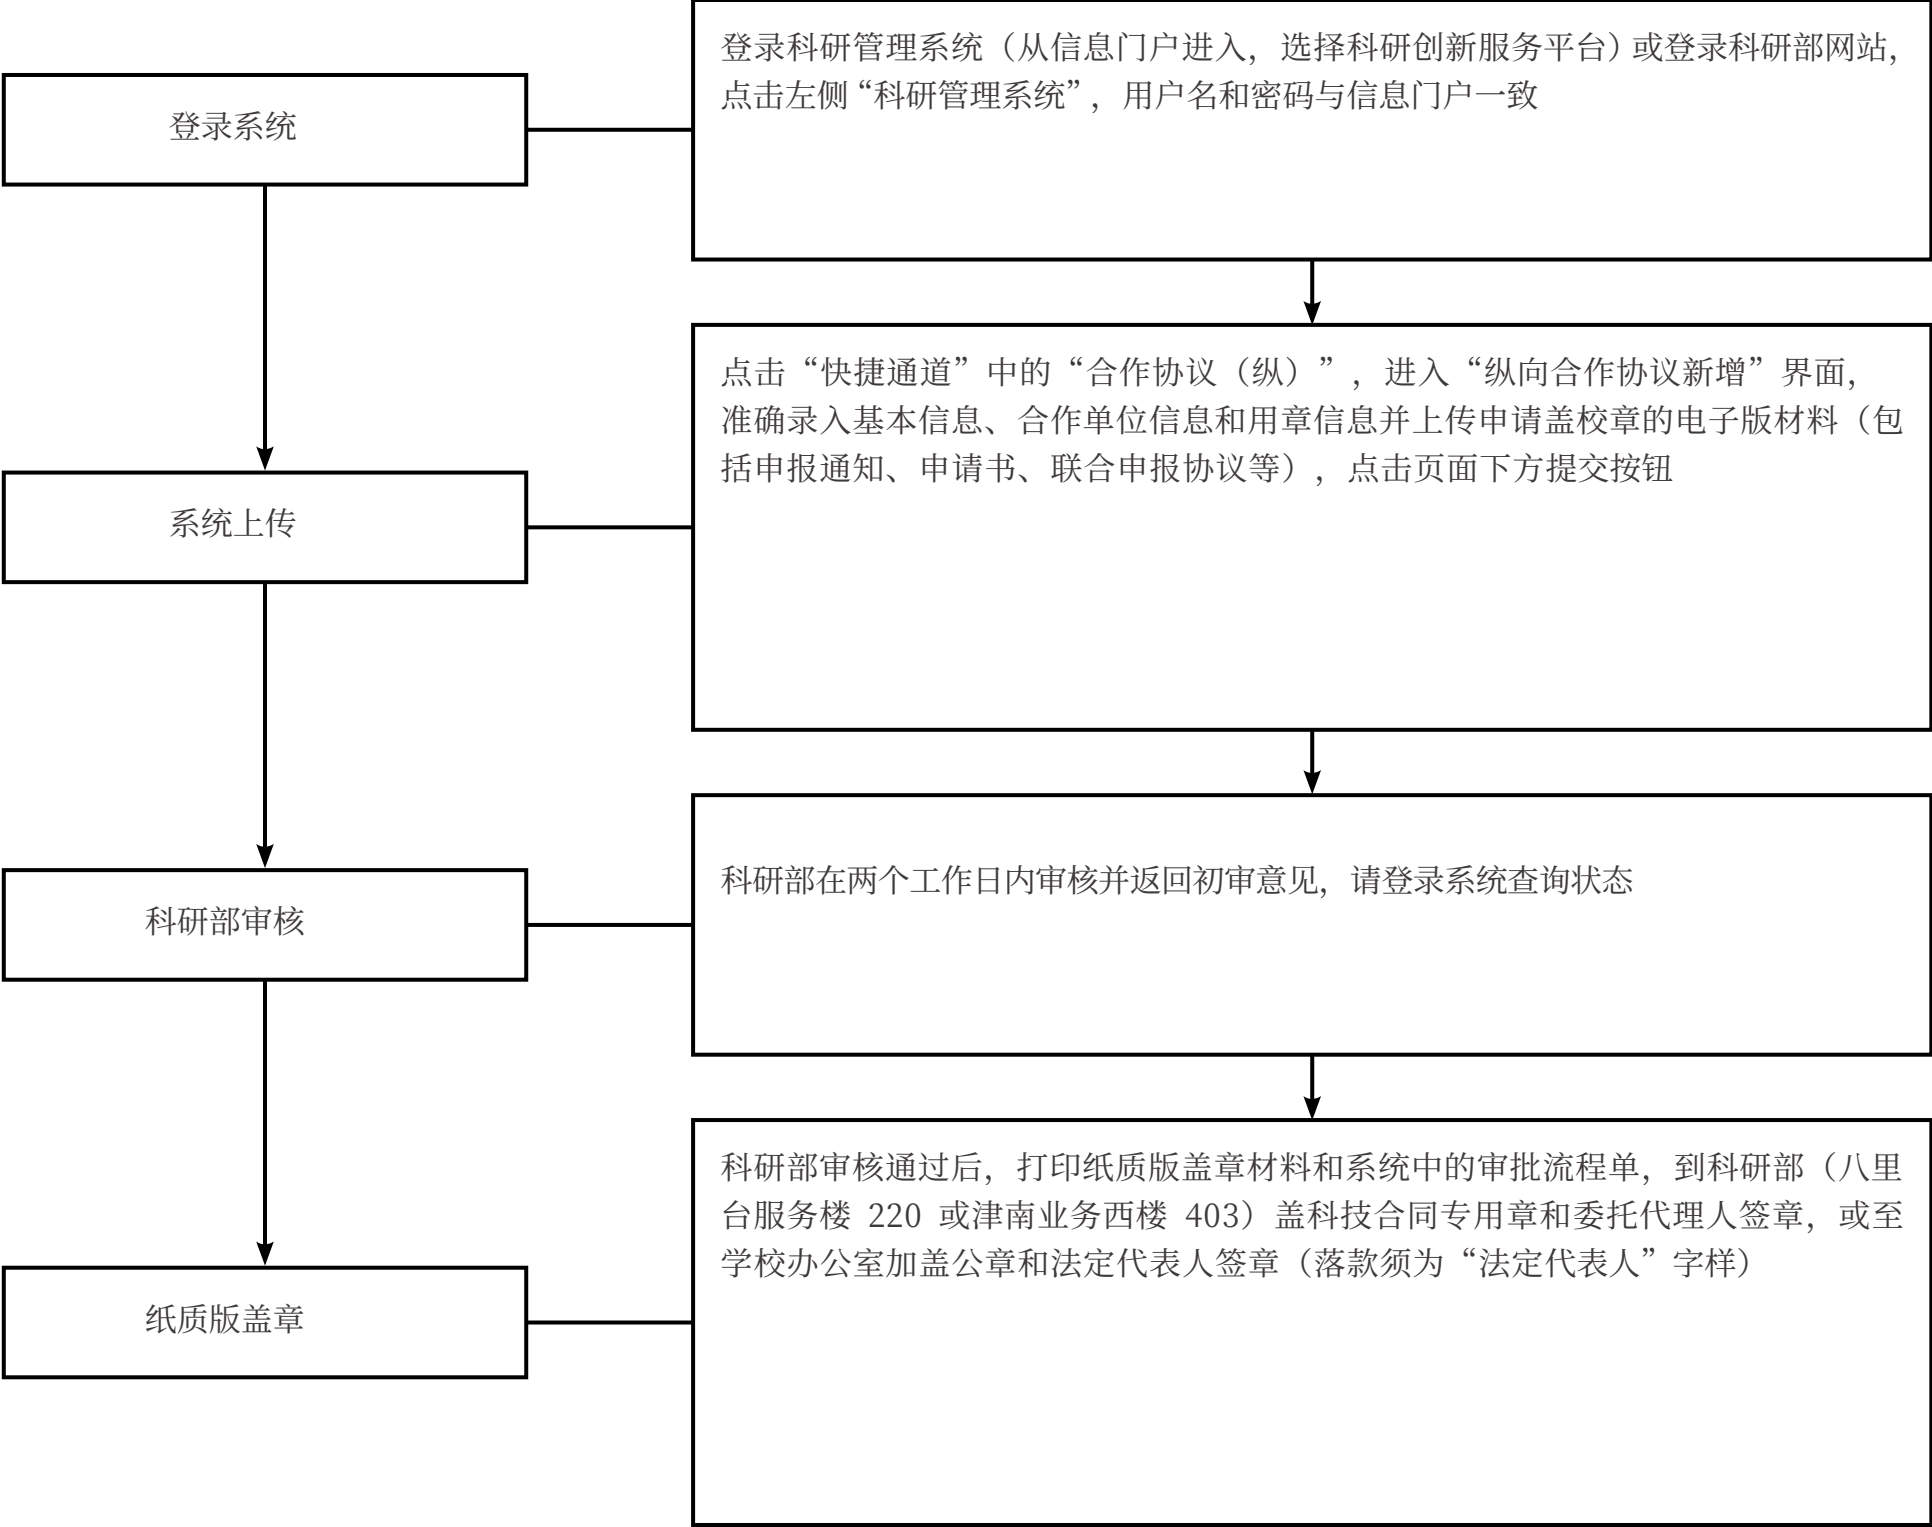 登录系统
登录科研管理系统（从信息门户进入，选择科研创新服务平台）或登录科研部网站，
点击左侧“科研管理系统”，用户名和密码与信息门户一致
系统上传
点击“快捷通道”中的“合作协议（纵）”，进入“纵向合作协议新增”界面，
准确录入基本信息、合作单位信息和用章信息并上传申请盖校章的电子版材料（包
括申报通知、申请书、联合申报协议等），点击页面下方提交按钮
科研部审核
科研部在两个工作日内审核并返回初审意见，请登录系统查询状态
纸质版盖章
科研部审核通过后，打印纸质版盖章材料和系统中的审批流程单，到科研部（八里
台服务楼 220 或津南业务西楼 403）盖科技合同专用章和委托代理人签章，或至
学校办公室加盖公章和法定代表人签章（落款须为“法定代表人”字样）